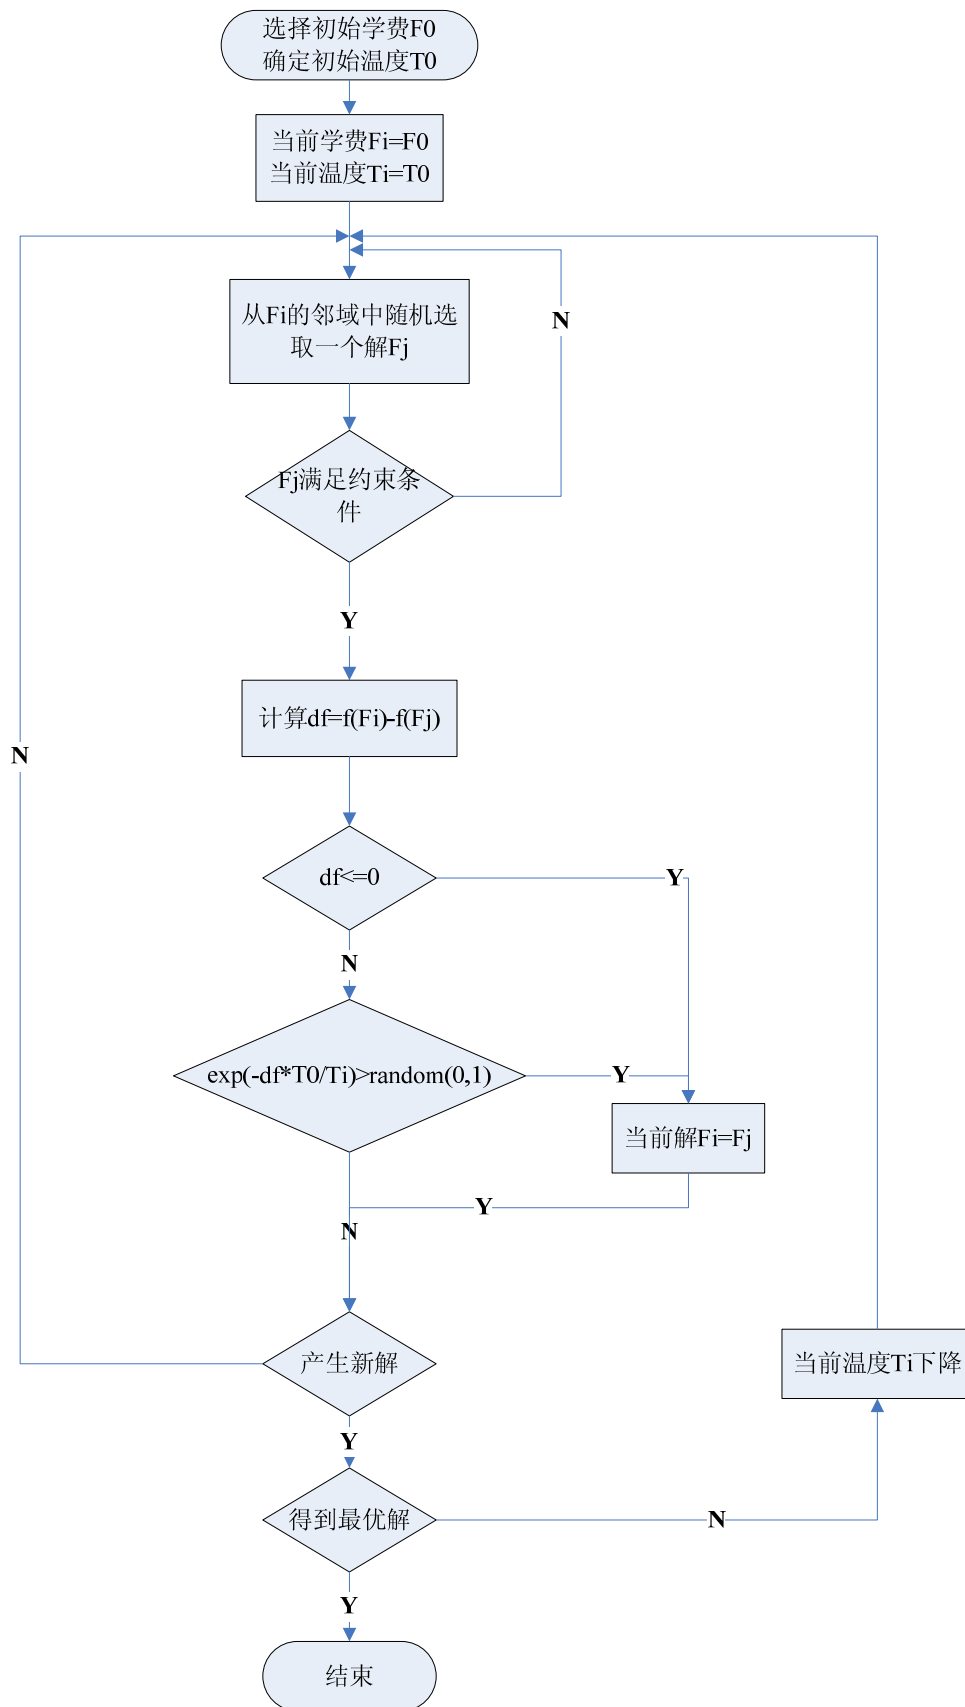 选择初始学费F0
确定初始温度T0
当前学费Fi=F0
当前温度Ti=T0
从Fi的邻域中随机选
取一个解Fj
N
Fj满足约束条
件
Y
计算df=f(Fi)-f(Fj)
N
df<=0
Y
N
exp(-df*T0/Ti)>random(0,1)
Y
当前解Fi=Fj
Y
N
产生新解
当前温度Ti下降
Y
得到最优解
N
Y
结束